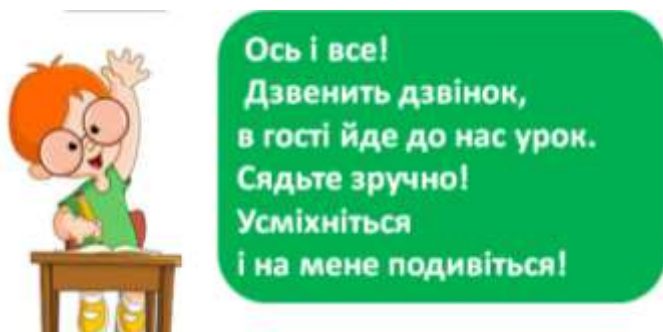 Ось і все!
Дзвенить дзвінок,
в гості йде до нас урок.
Сядьте зручно!
Усміхніться
і на мене подивіться!